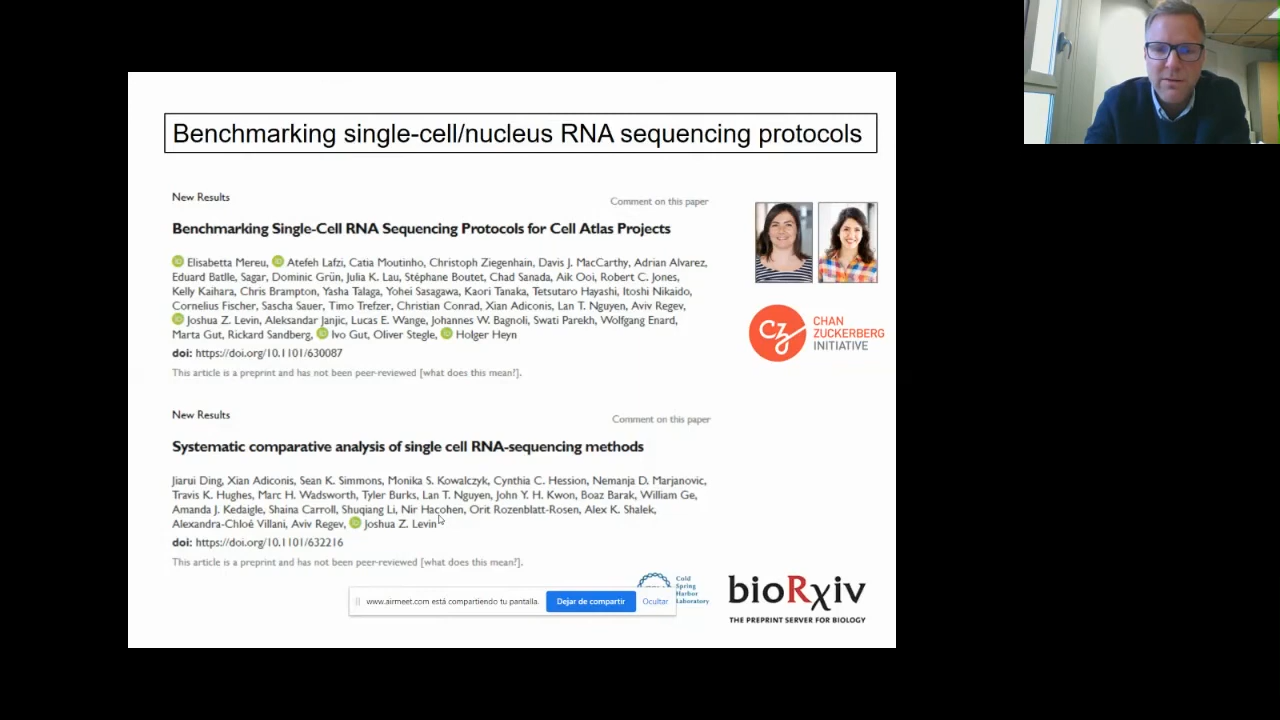 Benchmarking single-cell/nucleus RNA sequencing protocols
New Results
Comment on this paper
Benchmarking Single-Cell RNA Sequencing Protocols for Cell Atlas Projects
Elisabetta Mereu, Atefeh Lafzi, Catia Moutinho, Christoph Ziegenhain, Davis J. MacCarthy, Adrian Alvarez,
Eduard Batlle, Sagar, Dominic Grün, Julia K. Lau, Stéphane Boutet, Chad Sanada, Aik Ooi, Robert C. Jones,
Kelly Kaihara, Chris Brampton, Yasha Talaga, Yohei Sasagawa, Kaori Tanaka, Tetsutaro Hayashi, Itoshi Nikaido,
Cornelius Fischer, Sascha Sauer, Timo Trefzer, Christian Conrad, Xian Adiconis, Lan T. Nguyen, Aviv Regev,
Joshua Z. Levin, Aleksandar Janjic, Lucas E. Wange, Johannes W. Bagnoli, Swati Parekh, Wolfgang Enard,
Marta Gut, Rickard Sandberg, Ivo Gut, Oliver Stegle, Holger Heyn
doi: https://doi.org/10.1101/630087
This article is a preprint and has not been peer-reviewed [what does this mean?].
CZ
CHAN
ZUCKERBERG
INITIATIVE
New Results
Comment on this paper
Systematic comparative analysis of single cell RNA-sequencing methods
Jiarui Ding, Xian Adiconis, Sean K. Simmons, Monika S. Kowalczyk, Cynthia C. Hession, Nemanja D. Marjanovic,
Travis K. Hughes, Marc H. Wadsworth, Tyler Burks, Lan T. Nguyen, John Y. H. Kwon, Boaz Barak, William Ge,
Amanda J. Kedaigle, Shaina Carroll, Shuqiang Li, Nir Hacohen, Orit Rozenblatt-Rosen, Alex K. Shalek,
Alexandra-Chloé Villani, Aviv Regev, Joshua Z. Levin
doi: https://doi.org/10.1101/632216
This article is a preprint and has not been peer-reviewed [what does this mean?].
Cold
Spring
Harbor
Laboratory
bioRxiv
THE PREPRINT SERVER FOR BIOLOGY
www.airmeet.com está compartiendo tu pantalla.
Dejar de compartir
Ocultar